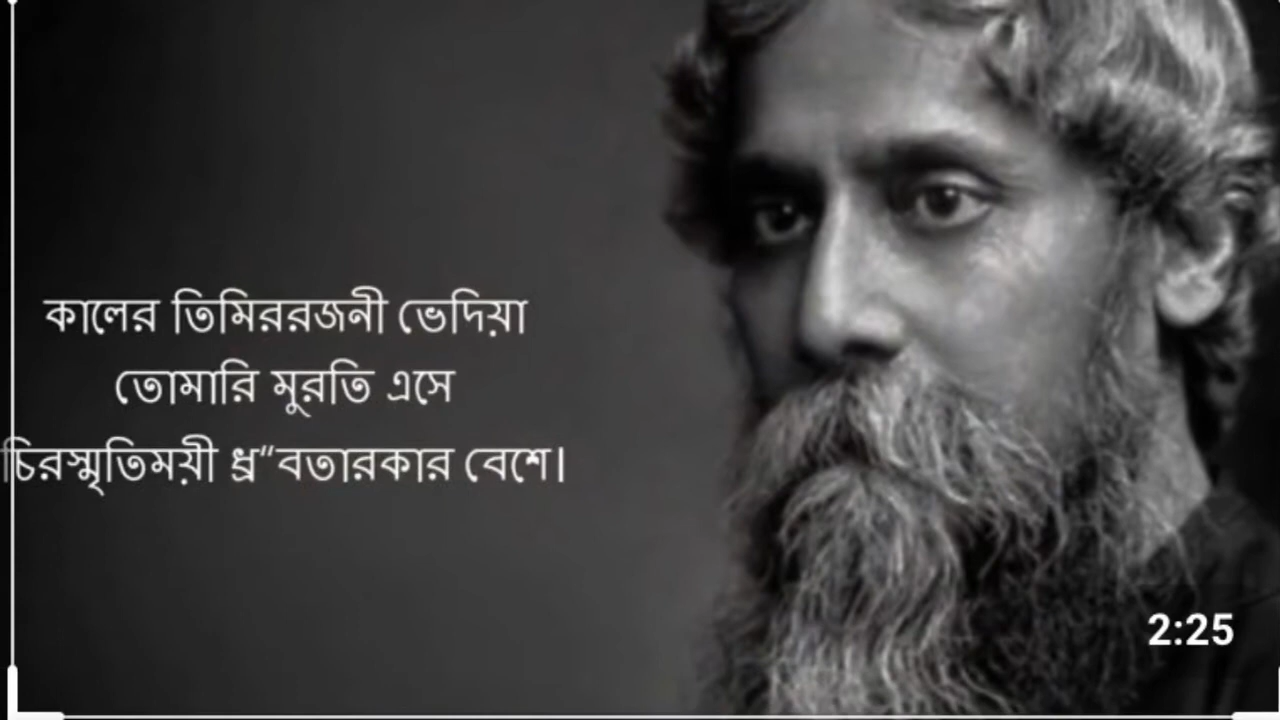 কালের তিমিররজনী ভেদিয়া
তোমারি মুরতি এসে
চিরস্মৃতিময়ী ধ্র”বতারকার বেশে।
2:25